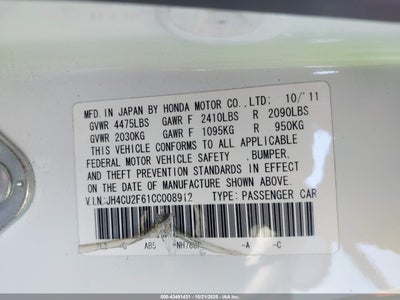 MFD. IN JAPAN BY HONDA MOTOR CO., LTD: 10/'11
GVWR 4475LBS GAWR F 2410LBS R 2090LBS
GVWR 2030KG GAWR F 1095KG R 950KG
THIS VEHICLE CONFORMS TO ALL APPLICABLE
FEDERAL MOTOR VEHICLE SAFETY , BUMPER,
AND THEFT PREVENTION STANDARDS IN EFFECT
ON THE DATE OF MANUFACTURE SHOWN ABOVE.
V.I.N:JH4CU2F61CC008912 TYPE: PASSENGER CAR
AB5 -A -C
000-43491431 - 10/21/2025 -